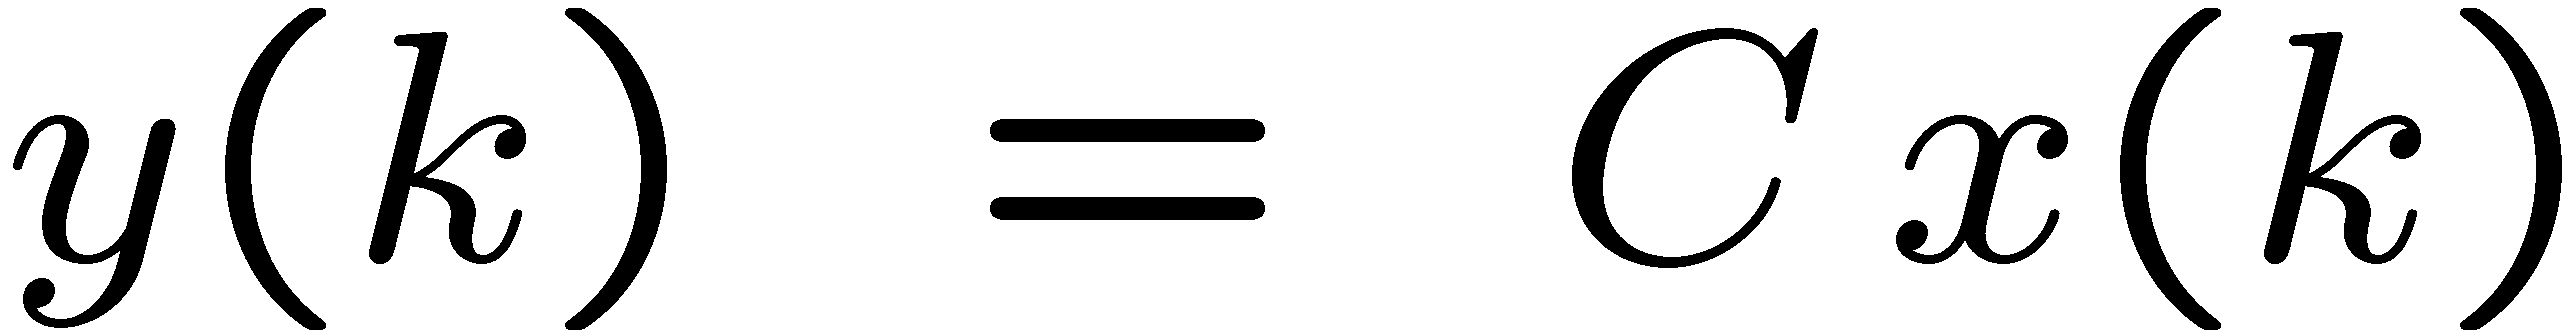 y(k) = C x(k)